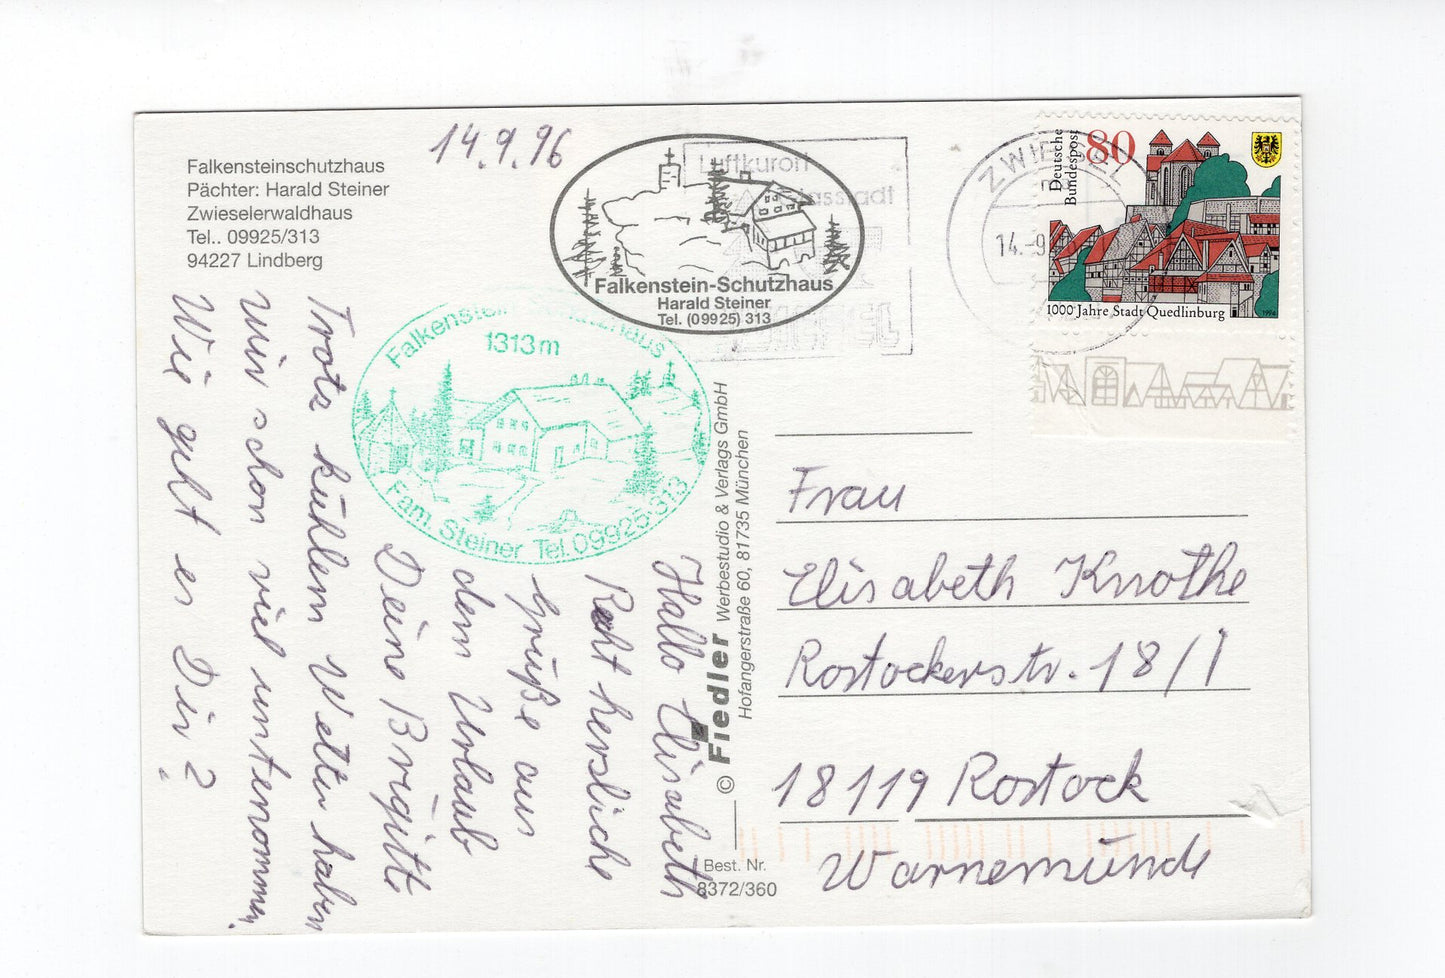 Falkensteinschutzhaus
Pächter: Harald Steiner
Zwieselerwaldhaus
Tel.. 09925/313
94227 Lindberg
14.9.96
Luftkurort
Glasstadt
Falkenstein-Schutzhaus
Harald Steiner
Tel. (09925) 313
ZWIESEL
14.-9
Deutsche
Bundespost
80
1000 Jahre Stadt Quedlinburg
1994
Falkenstein-Schutzhaus
1313m
Fam. Steiner Tel. 09925-313
Hallo Elisabeth
Recht herzliche
Grüße aus
dem Urlaub
Deine Brigitte
Trotz kühlem Wetter haben
wir schon viel unternommen.
Wie geht es Dir?
© Fiedler Werbestudio & Verlags GmbH
Hofangerstraße 60, 81735 München
Best. Nr.
8372/360
Frau
Elisabeth Knothe
Rostockerstr. 18/1
18119 Rostock
Warnemünde